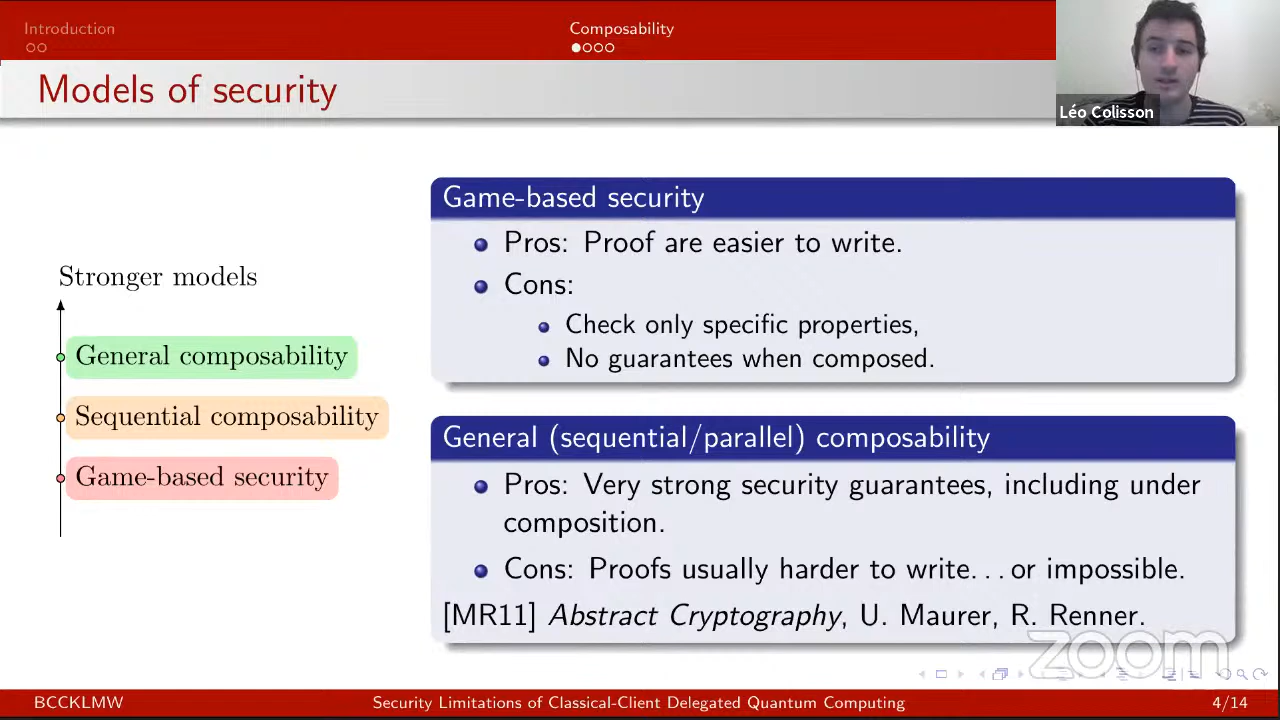 Introduction
Composability
Models of security
Léo Colisson
Stronger models
General composability
Sequential composability
Game-based security
Game-based security
Pros: Proof are easier to write.
Cons:
Check only specific properties,
No guarantees when composed.
General (sequential/parallel) composability
Pros: Very strong security guarantees, including under
composition.
Cons: Proofs usually harder to write...or impossible.
[MR11] Abstract Cryptography, U. Maurer, R. Renner.
zoom
BCCKLMW
Security Limitations of Classical-Client Delegated Quantum Computing
4/14